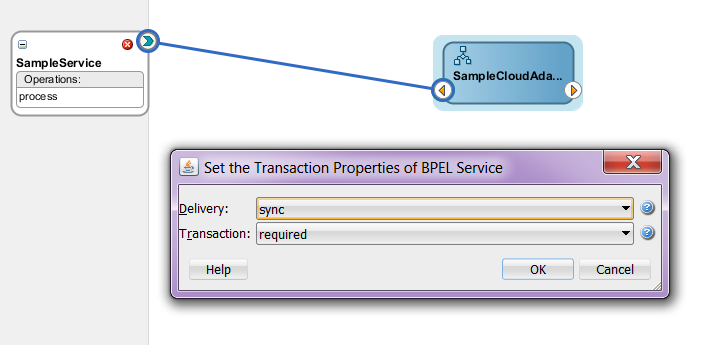 SampleService
Operations:
process
SampleCloudAda...
Set the Transaction Properties of BPEL Service
Delivery: sync
Transaction: required
Help OK Cancel